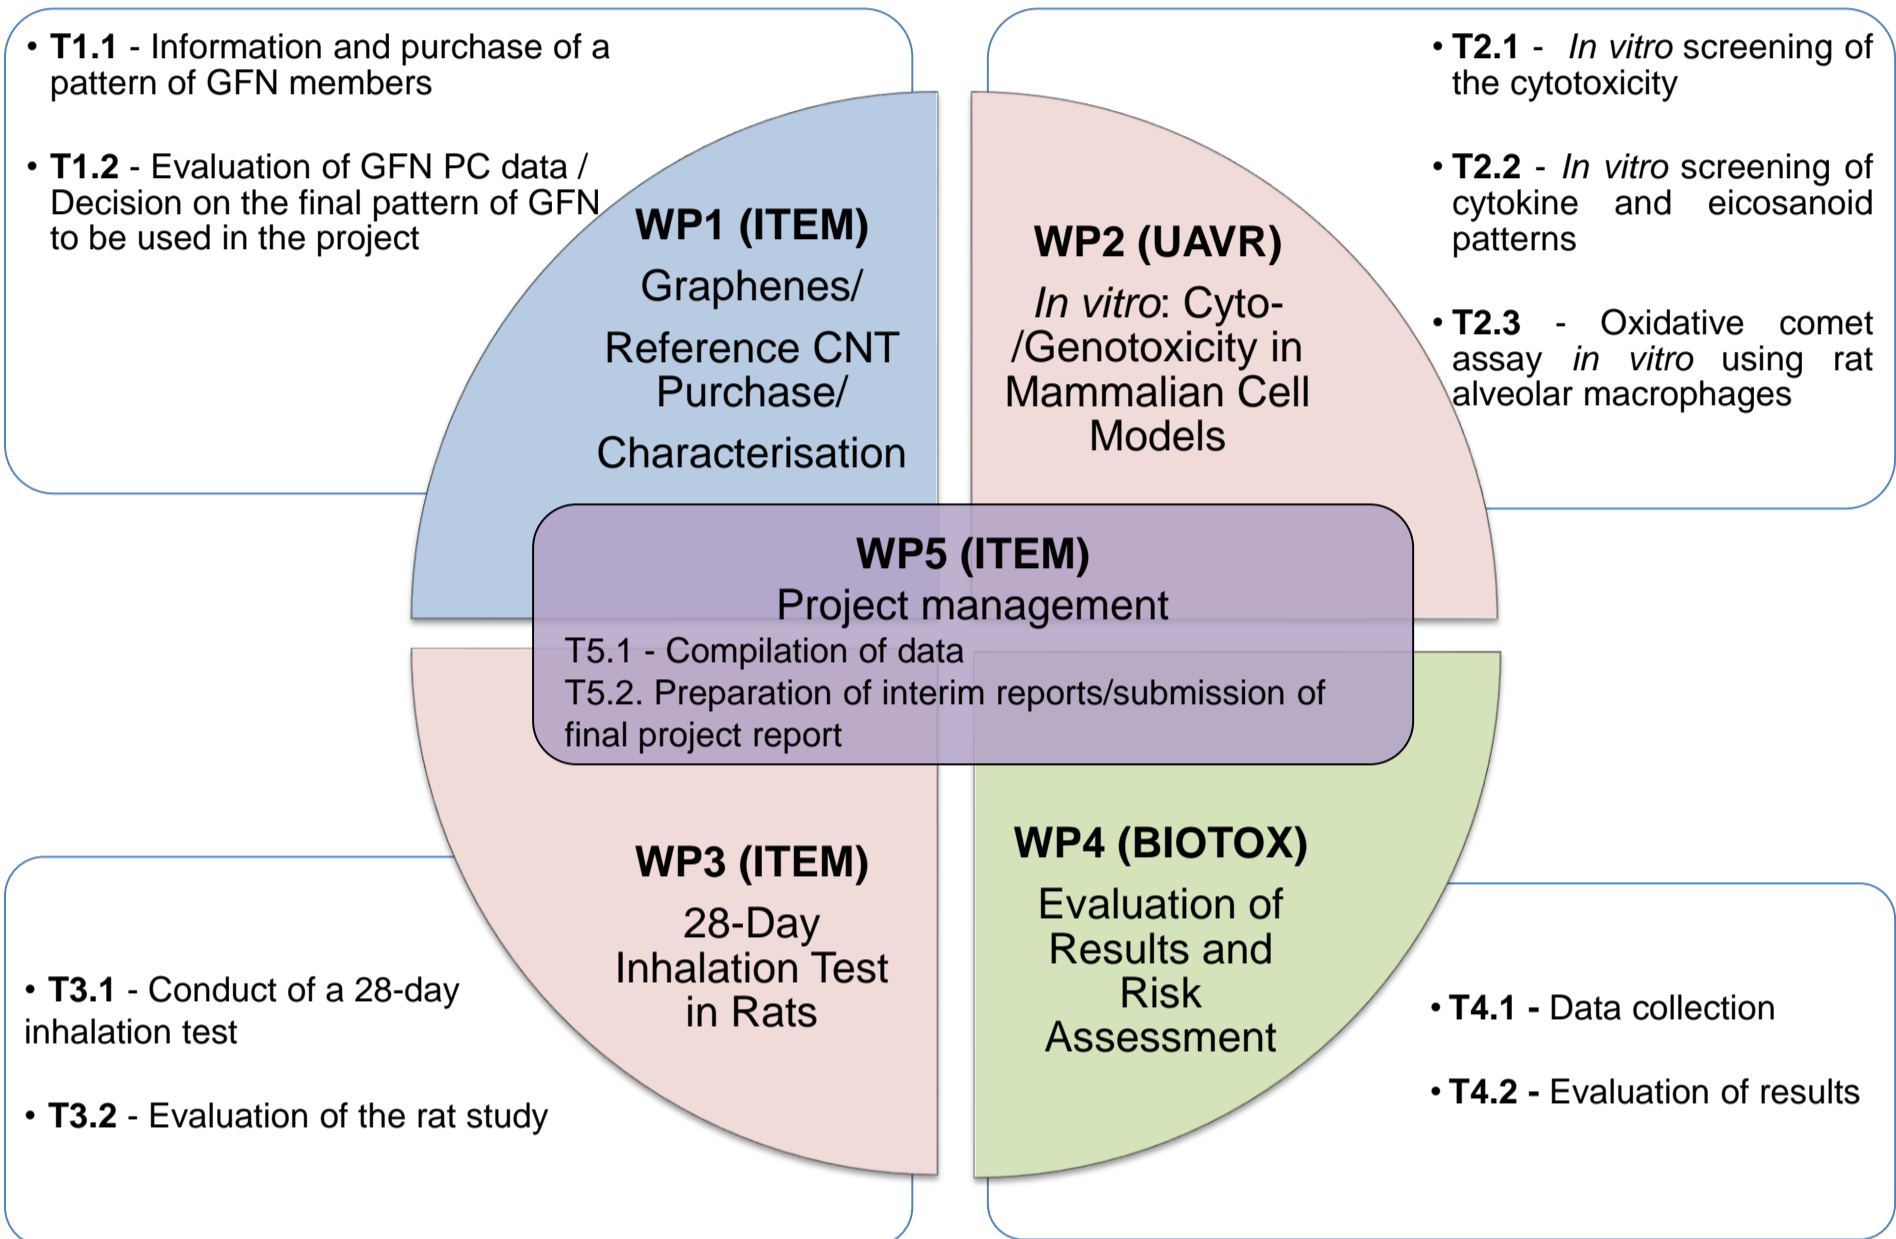 • T1.1 - Information and purchase of a
pattern of GFN members
• T1.2 - Evaluation of GFN PC data /
Decision on the final pattern of GFN
to be used in the project
WP1 (ITEM)
Graphenes/
Reference CNT
Purchase/
Characterisation
• T2.1 - In vitro screening of
the cytotoxicity
• T2.2 - In vitro screening of
cytokine and eicosanoid
patterns
• T2.3 - Oxidative comet
assay in vitro using rat
alveolar macrophages
WP2 (UAVR)
In vitro: Cyto-
/Genotoxicity in
Mammalian Cell
Models
WP5 (ITEM)
Project management
T5.1 - Compilation of data
T5.2. Preparation of interim reports/submission of
final project report
• T3.1 - Conduct of a 28-day
inhalation test
• T3.2 - Evaluation of the rat study
WP3 (ITEM)
28-Day
Inhalation Test
in Rats
WP4 (BIOTOX)
Evaluation of
Results and
Risk
Assessment
• T4.1 - Data collection
• T4.2 - Evaluation of results